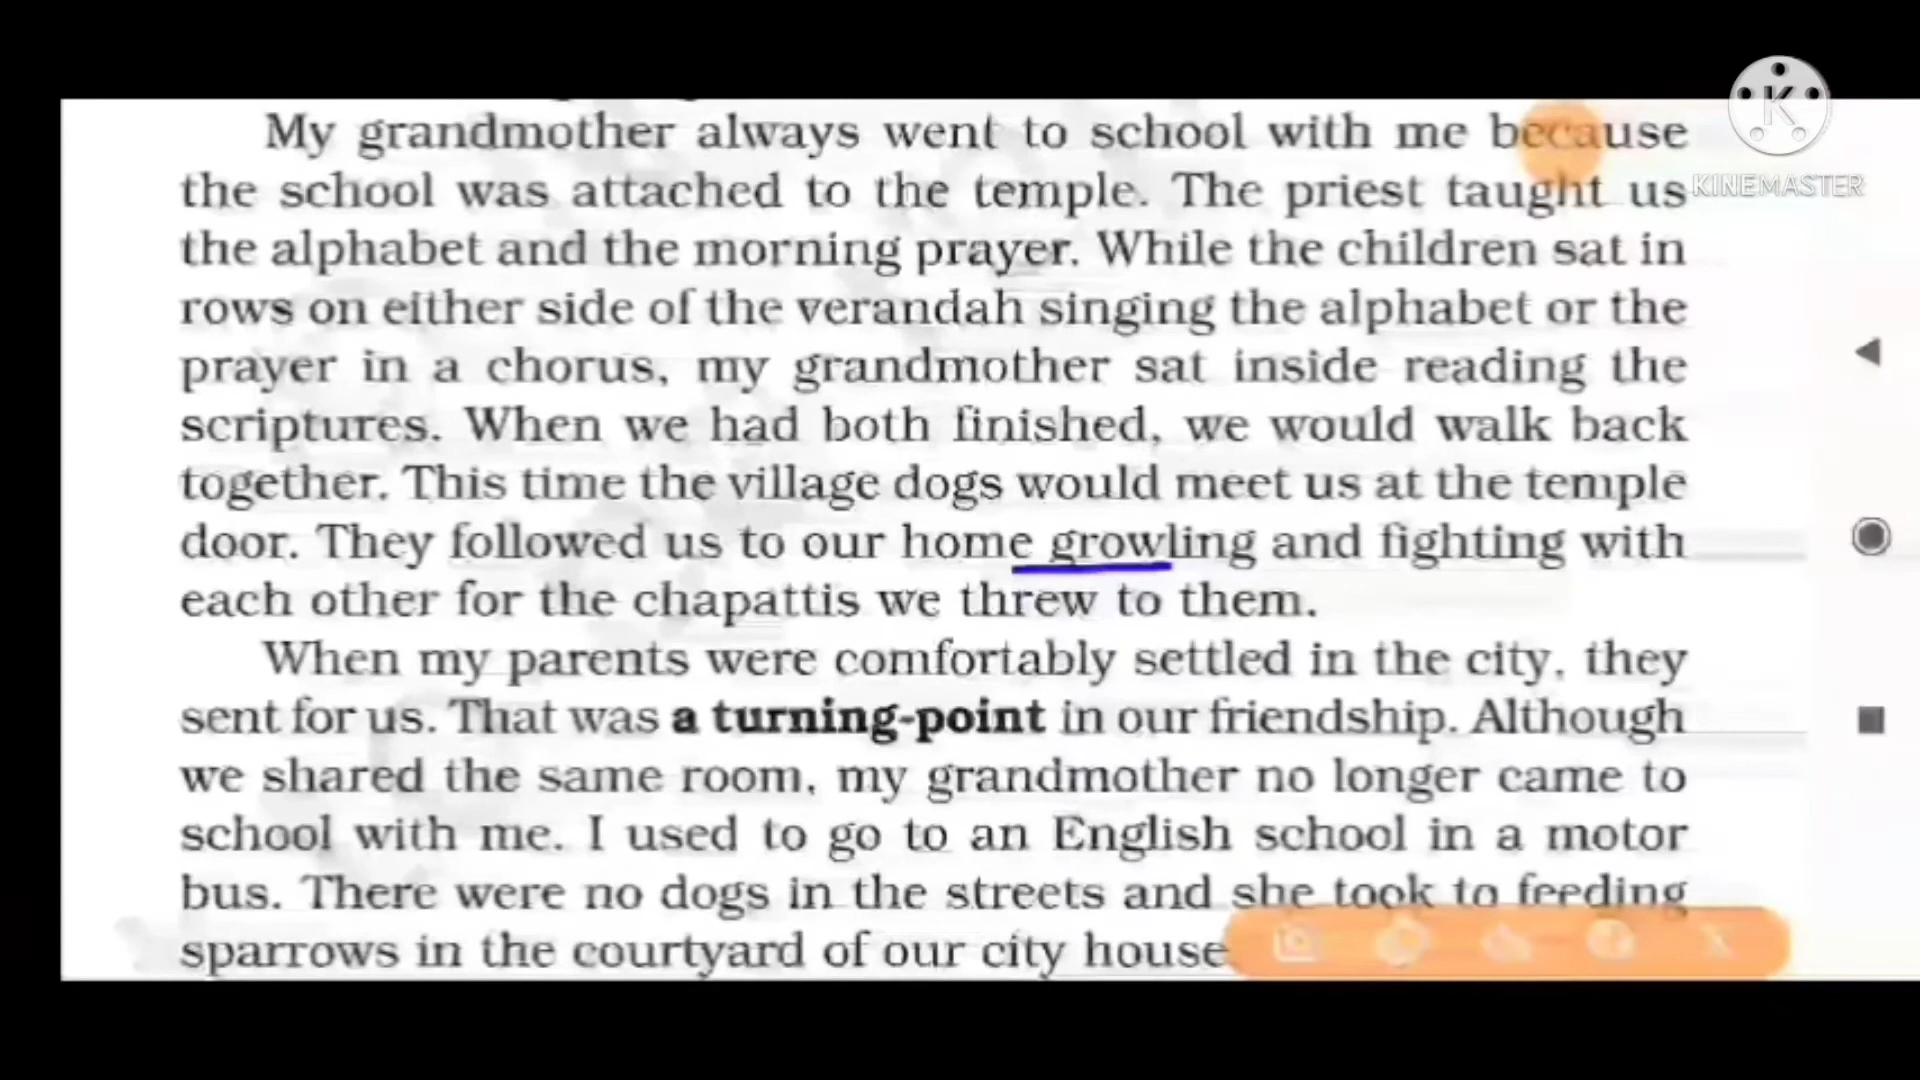 My grandmother always went to school with me because
the school was attached to the temple. The priest taught us
the alphabet and the morning prayer. While the children sat in
rows on either side of the verandah singing the alphabet or the
prayer in a chorus, my grandmother sat inside reading the
scriptures. When we had both finished, we would walk back
together. This time the village dogs would meet us at the temple
door. They followed us to our home growling and fighting with
each other for the chapattis we threw to them.
When my parents were comfortably settled in the city, they
sent for us. That was a turning-point in our friendship. Although
we shared the same room, my grandmother no longer came to
school with me. I used to go to an English school in a motor
bus. There were no dogs in the streets and she took to feeding
sparrows in the courtyard of our city house
K
KINEMASTER